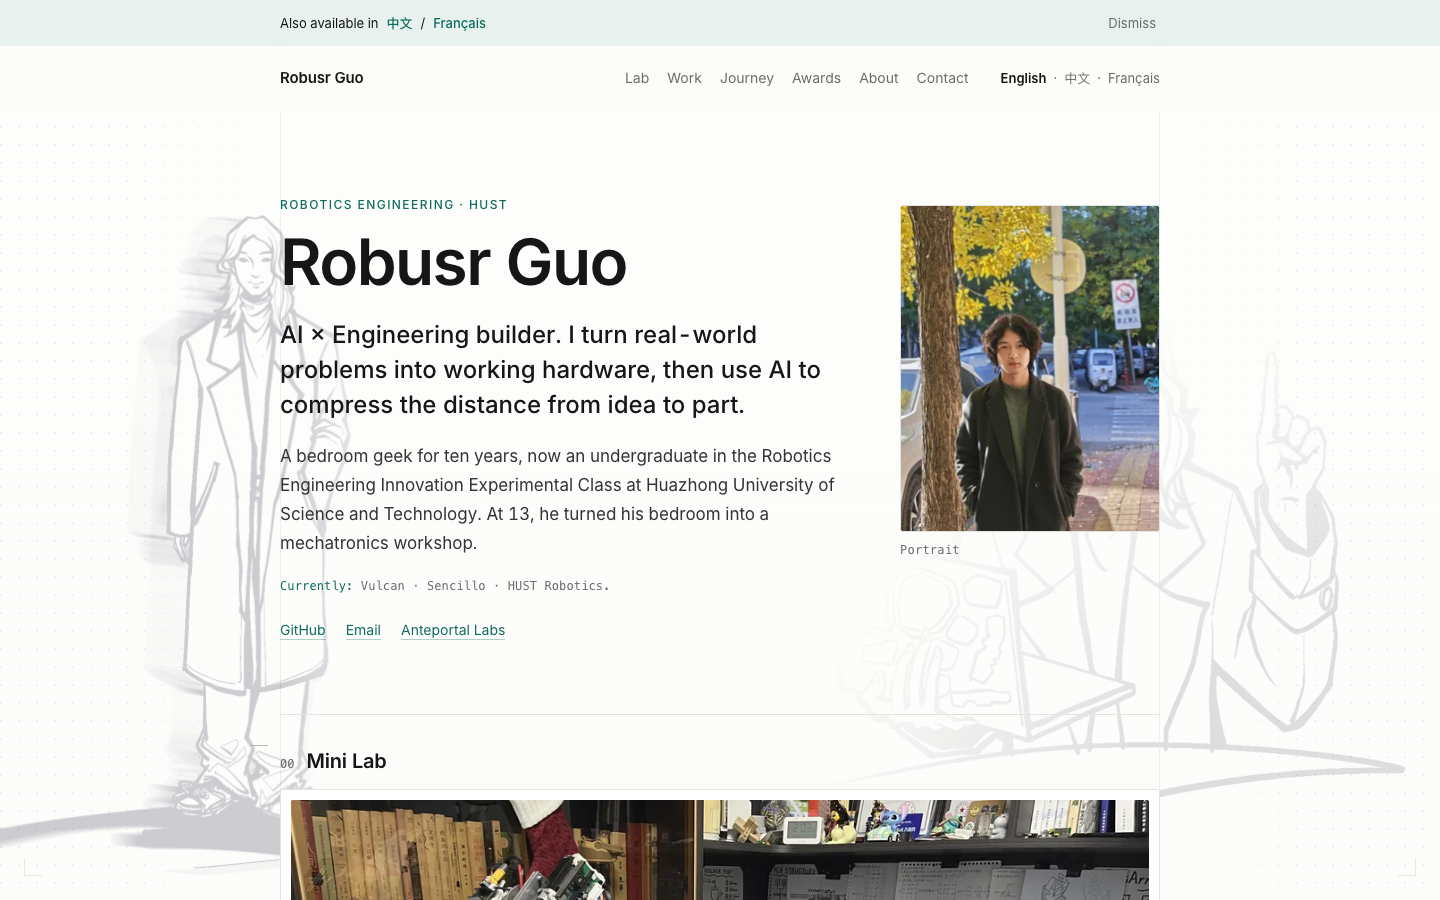 Also available in 中文 / Français
Dismiss
Robusr Guo
Lab Work Journey Awards About Contact
English · 中文 · Français
ROBOTICS ENGINEERING · HUST
Robusr Guo
AI × Engineering builder. I turn real-world
problems into working hardware, then use AI to
compress the distance from idea to part.
A bedroom geek for ten years, now an undergraduate in the Robotics
Engineering Innovation Experimental Class at Huazhong University of
Science and Technology. At 13, he turned his bedroom into a
mechatronics workshop.
Currently: Vulcan · Sencillo · HUST Robotics.
GitHub Email Anteportal Labs
Portrait
00 Mini Lab